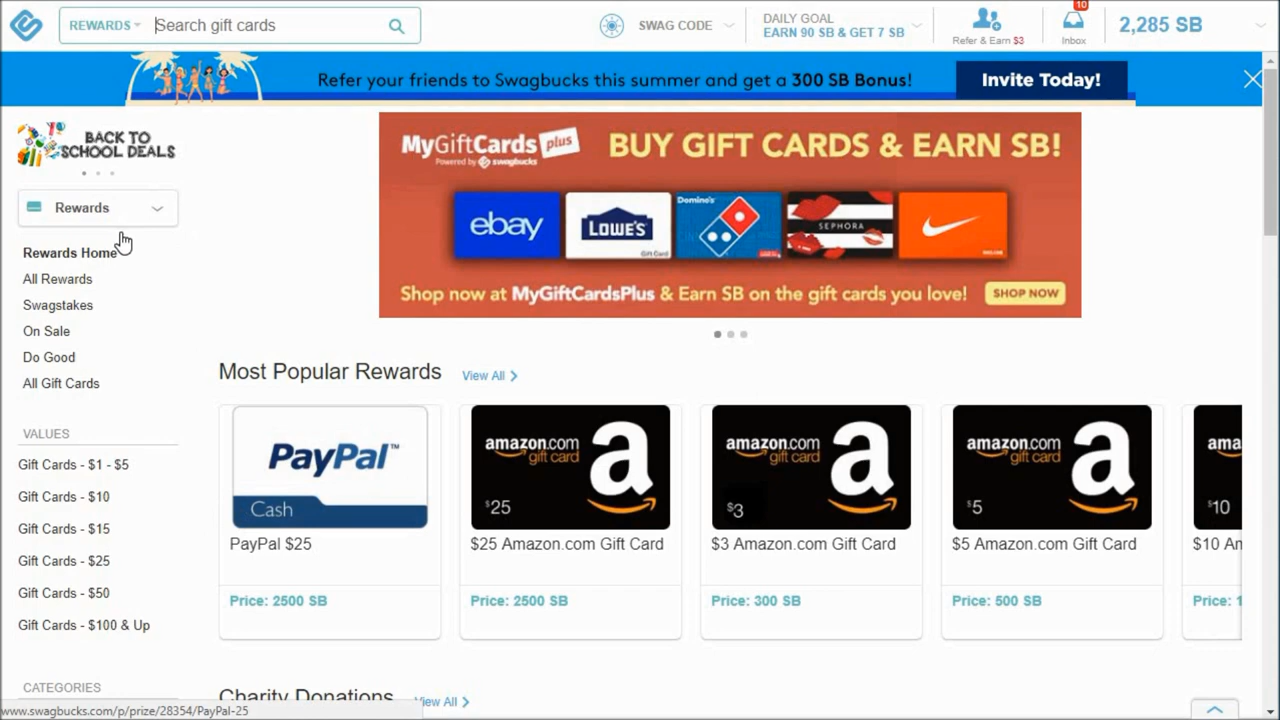 REWARDS
Search gift cards
SWAG CODE
DAILY GOAL
EARN 90 SB & GET 7 SB
Refer & Earn $3
10
Inbox
2,285 SB
Refer your friends to Swagbucks this summer and get a 300 SB Bonus!
Invite Today!
BACK TO
SCHOOL DEALS
Rewards
Rewards Home
All Rewards
Swagstakes
On Sale
Do Good
All Gift Cards
VALUES
Gift Cards - $1 - $5
Gift Cards - $10
Gift Cards - $15
Gift Cards - $25
Gift Cards - $50
Gift Cards - $100 & Up
CATEGORIES
MyGiftCards plus
Powered by swagbucks
BUY GIFT CARDS & EARN SB!
ebay
LOWE'S
Gift Card
Domino's
SEPHORA
Shop now at MyGiftCardsPlus & Earn SB on the gift cards you love!
SHOP NOW
Most Popular Rewards
View All
PayPal™
Cash
PayPal $25
Price: 2500 SB
amazon.com
gift card
a
$25
$25 Amazon.com Gift Card
Price: 2500 SB
amazon.com
gift card
a
$3
$3 Amazon.com Gift Card
Price: 300 SB
amazon.com
gift card
a
$5
$5 Amazon.com Gift Card
Price: 500 SB
ama
$10
$10 Am
Price: 1
Charity Donations
View All
www.swagbucks.com/p/prize/28354/PayPal-25